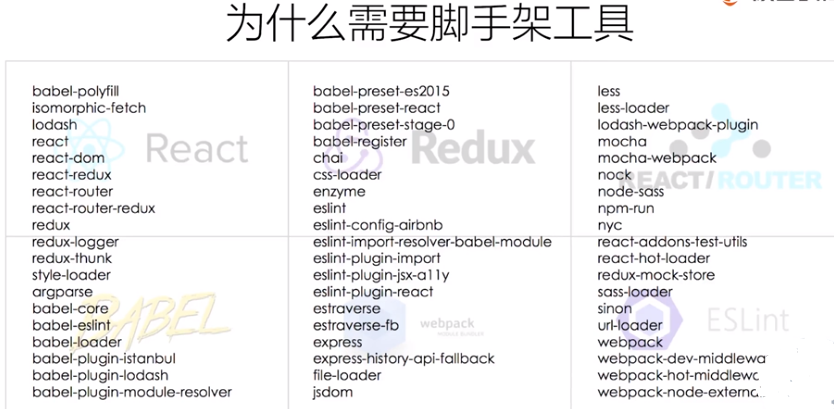 为什么需要脚手架工具
babel-polyfill
isomorphic-fetch
lodash
react
react-dom
react-redux
react-router
react-router-redux
redux
redux-logger
redux-thunk
style-loader
argparse
babel-core
babel-eslint
babel-loader
babel-plugin-istanbul
babel-plugin-lodash
babel-plugin-module-resolver
React
BABEL
babel-preset-es2015
babel-preset-react
babel-preset-stage-0
babel-register
chai
css-loader
enzyme
eslint
eslint-config-airbnb
eslint-import-resolver-babel-module
eslint-plugin-import
eslint-plugin-jsx-a11y
eslint-plugin-react
estraverse
estraverse-fb
express
express-history-api-fallback
file-loader
jsdom
Redux
webpack
less
less-loader
lodash-webpack-plugin
mocha
mocha-webpack
nock
node-sass
npm-run
nyc
react-addons-test-utils
react-hot-loader
redux-mock-store
sass-loader
sinon
url-loader
webpack
webpack-dev-middlewa
webpack-hot-middlewc
webpack-node-externa
REACT/ROUTER
ESLint